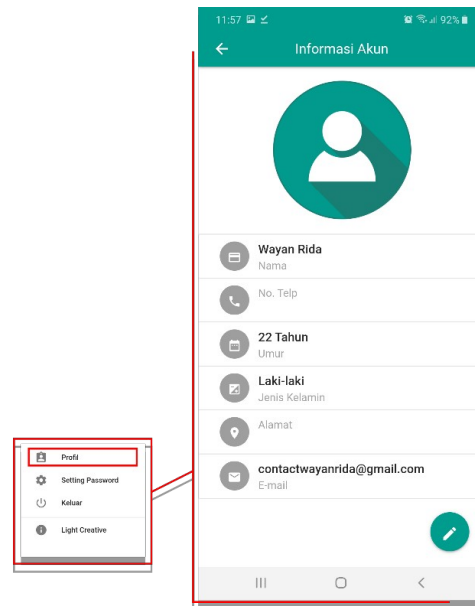 11:57 92%
Informasi Akun
Wayan Rida
Nama
No. Telp
22 Tahun
Umur
Laki-laki
Jenis Kelamin
Alamat
contactwayanrida@gmail.com
E-mail
Profil
Setting Password
Keluar
Light Creative